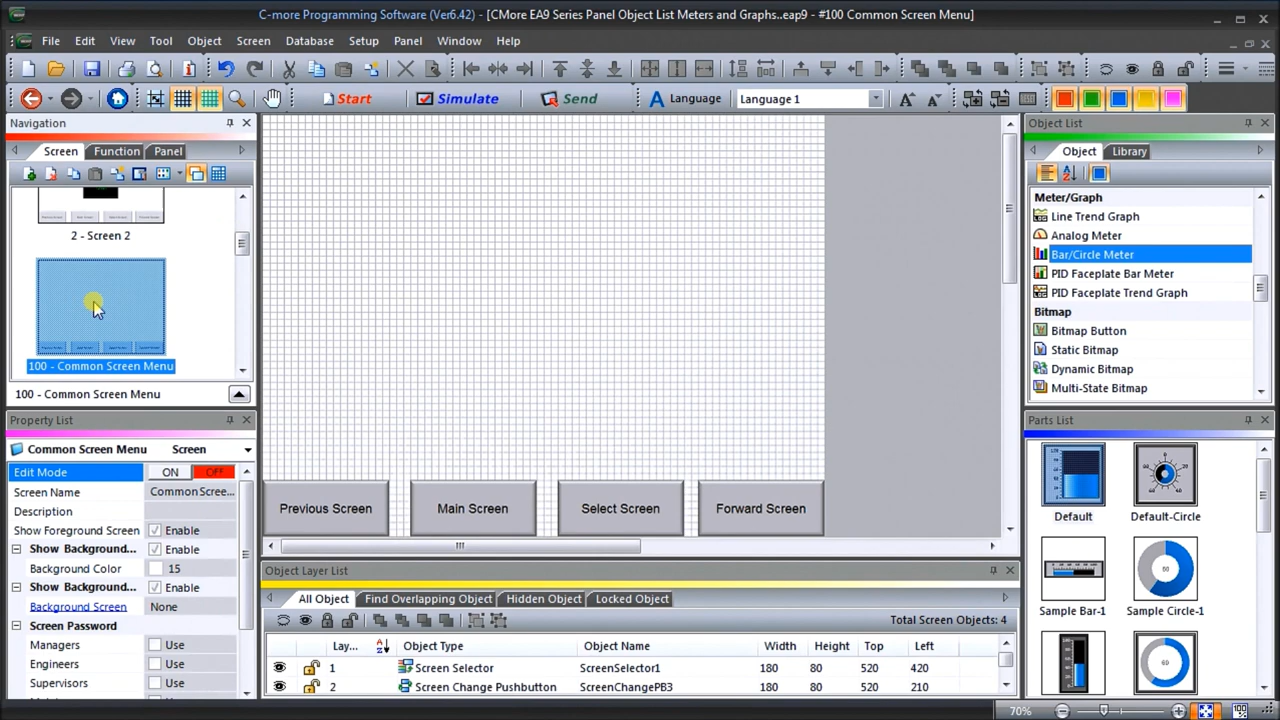 C-more Programming Software (Ver6.42) - [CMore EA9 Series Panel Object List Meters and Graphs..eap9 - #100 Common Screen Menu]
File Edit View Tool Object Screen Database Setup Panel Window Help
Start Simulate Send Language Language 1
Navigation
Screen Function Panel
2 - Screen 2
100 - Common Screen Menu
100 - Common Screen Menu
Property List
Common Screen Menu Screen
Edit Mode ON OFF
Screen Name Common Scree...
Description
Show Foreground Screen Enable
Show Background... Enable
Background Color 15
Show Background... Enable
Background Screen None
Screen Password
Managers Use
Engineers Use
Supervisors Use
Previous Screen Main Screen Select Screen Forward Screen
Object Layer List
All Object Find Overlapping Object Hidden Object Locked Object
Total Screen Objects: 4
Lay... Object Type Object Name Width Height Top Left
1 Screen Selector ScreenSelector1 180 80 520 420
2 Screen Change Pushbutton ScreenChangePB3 180 80 520 210
Object List
Object Library
Meter/Graph
Line Trend Graph
Analog Meter
Bar/Circle Meter
PID Faceplate Bar Meter
PID Faceplate Trend Graph
Bitmap
Bitmap Button
Static Bitmap
Dynamic Bitmap
Multi-State Bitmap
Parts List
Default Default-Circle
Sample Bar-1 Sample Circle-1
70%